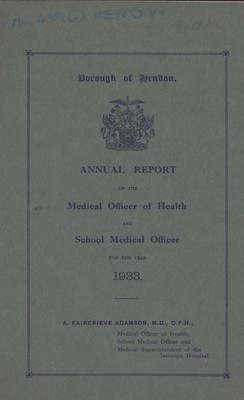 Borough of Hendon.
ANNUAL REPORT
OF THE
Medical Officer of Health
AND
School Medical Officer
FOR THE YEAR
1933.
A. FAIRGRIEVE ADAMSON, M.D., D.P.H.,
Medical Officer of Health,
School Medical Officer and
Medical Superintendent of the
Isolation Hospital.